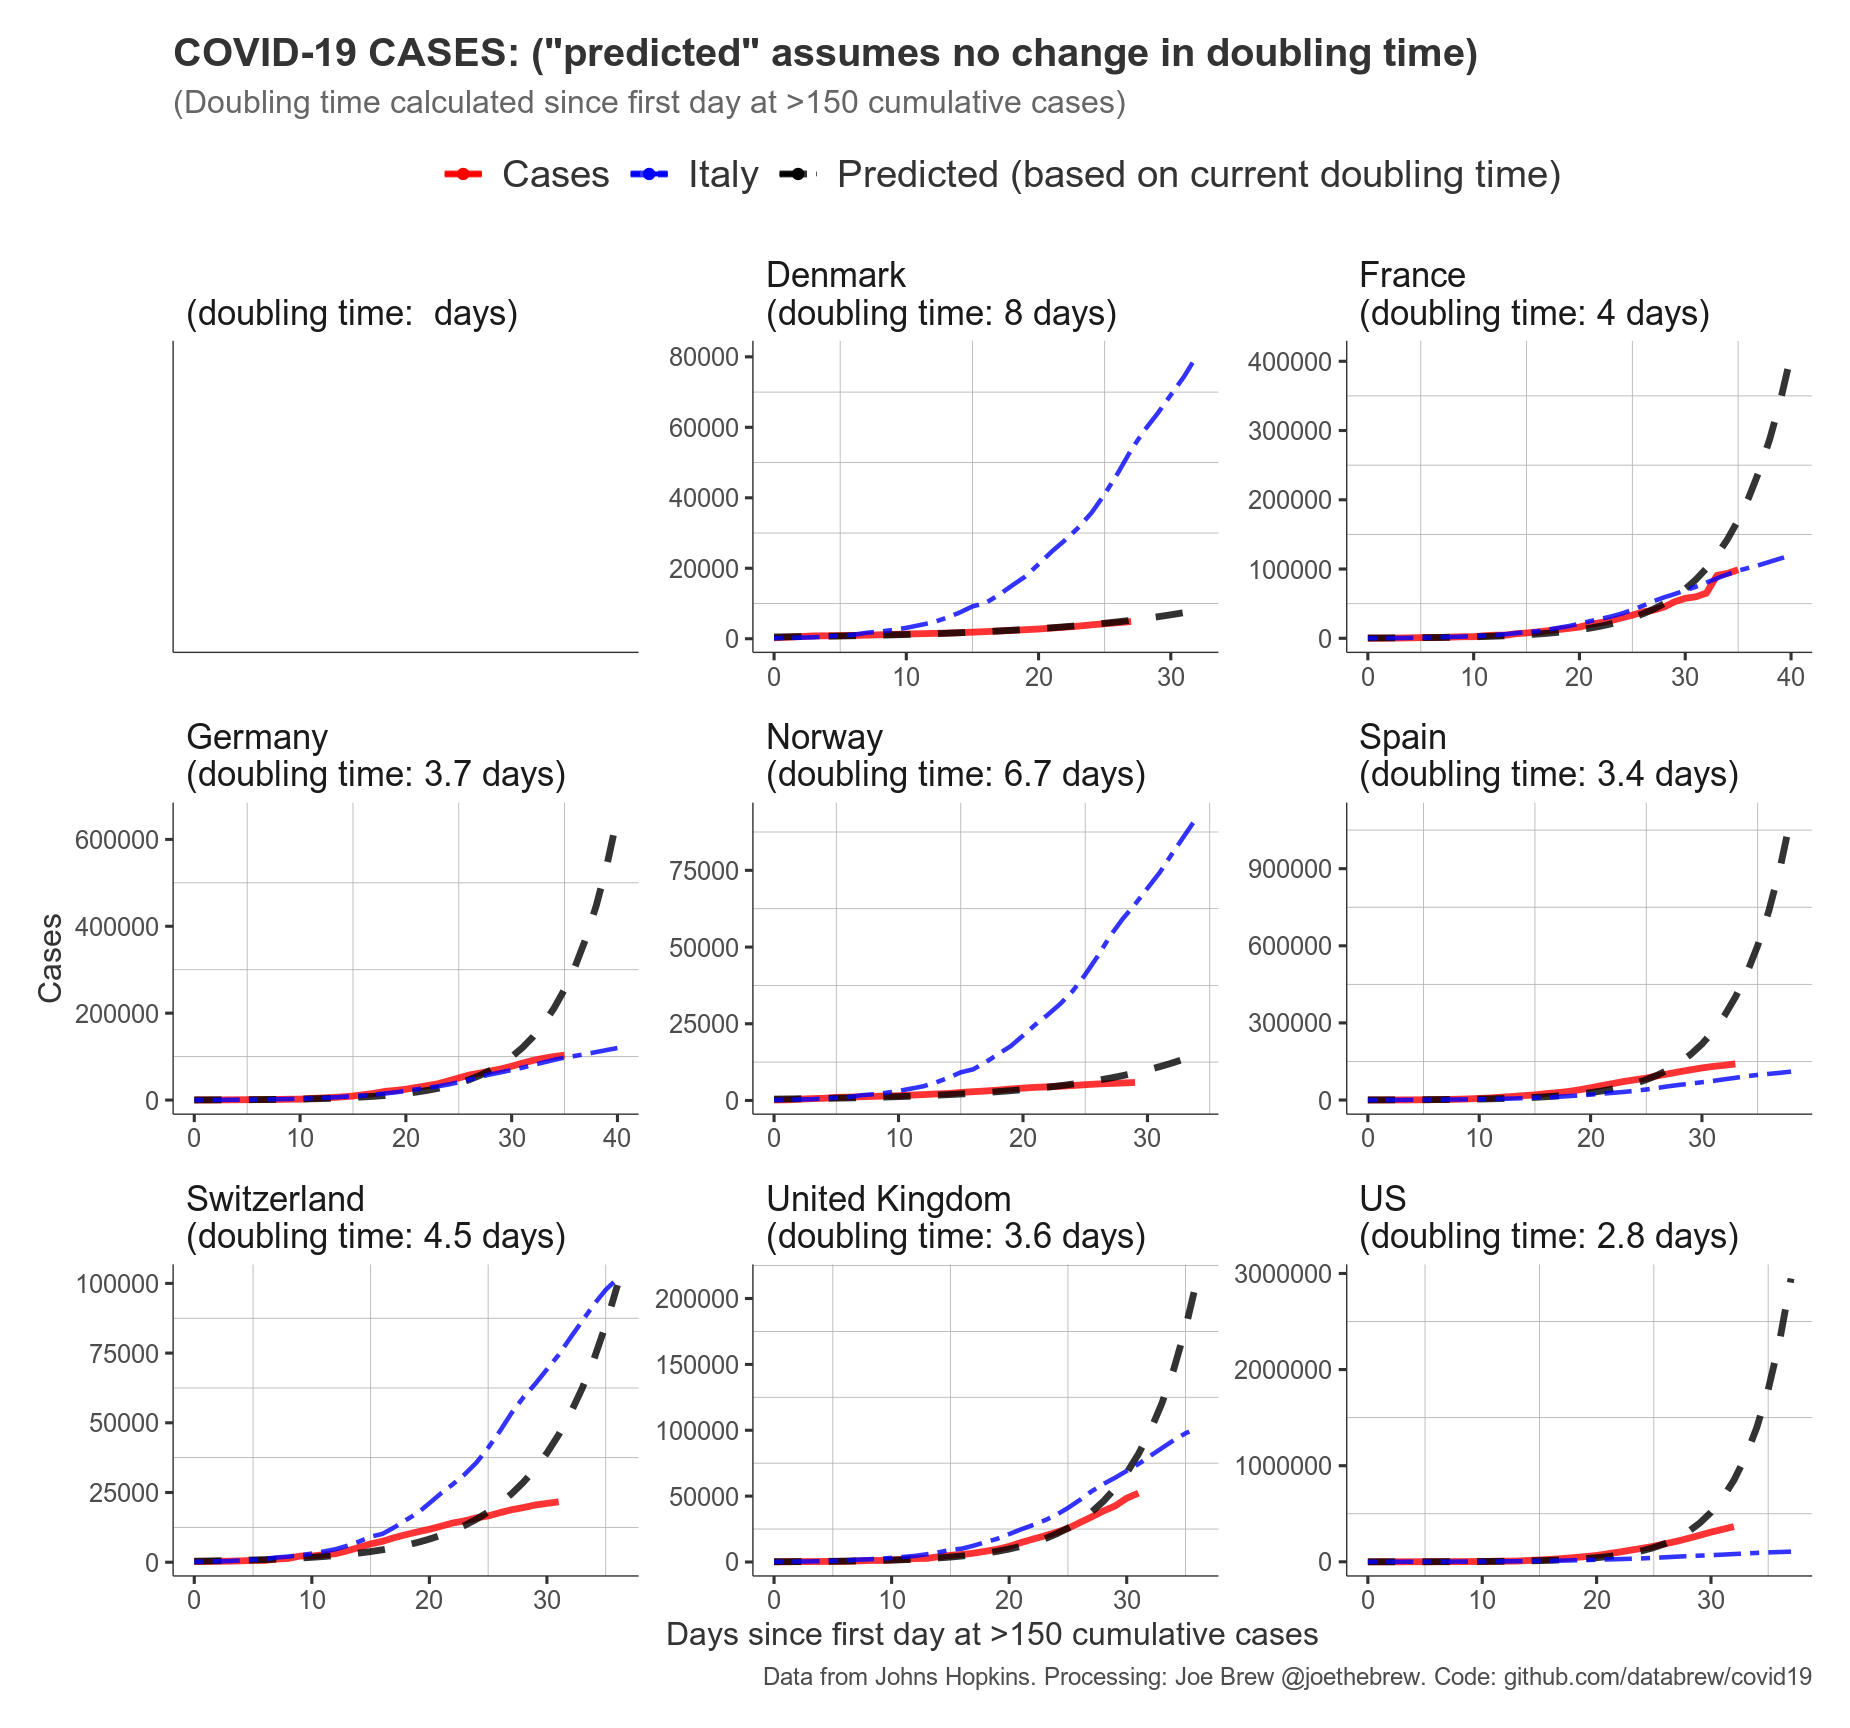 COVID-19 CASES: ("predicted" assumes no change in doubling time)
(Doubling time calculated since first day at >150 cumulative cases)
Cases Italy Predicted (based on current doubling time)
(doubling time:  days)
Denmark
(doubling time: 8 days)
80000
60000
40000
20000
0
0 10 20 30
France
(doubling time: 4 days)
400000
300000
200000
100000
0
0 10 20 30 40
Cases
Germany
(doubling time: 3.7 days)
600000
400000
200000
0
0 10 20 30 40
Norway
(doubling time: 6.7 days)
75000
50000
25000
0
0 10 20 30
Spain
(doubling time: 3.4 days)
900000
600000
300000
0
0 10 20 30
Switzerland
(doubling time: 4.5 days)
100000
75000
50000
25000
0
0 10 20 30
United Kingdom
(doubling time: 3.6 days)
200000
150000
100000
50000
0
0 10 20 30
US
(doubling time: 2.8 days)
3000000
2000000
1000000
0
0 10 20 30
Days since first day at >150 cumulative cases
Data from Johns Hopkins. Processing: Joe Brew @joethebrew. Code: github.com/databrew/covid19